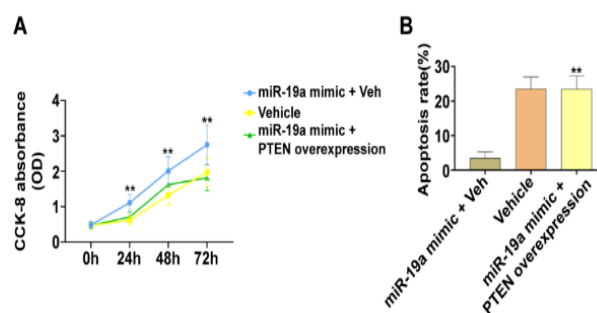 A
CCK-8 absorbance
(OD)
4
3
2
1
0
**
**
**
0h
24h
48h
72h
miR-19a mimic + Veh
Vehicle
miR-19a mimic +
PTEN overexpression
B
Apoptosis rate(%)
30
20
10
0
**
miR-19a mimic + Veh
Vehicle
miR-19a mimic +
PTEN overexpression